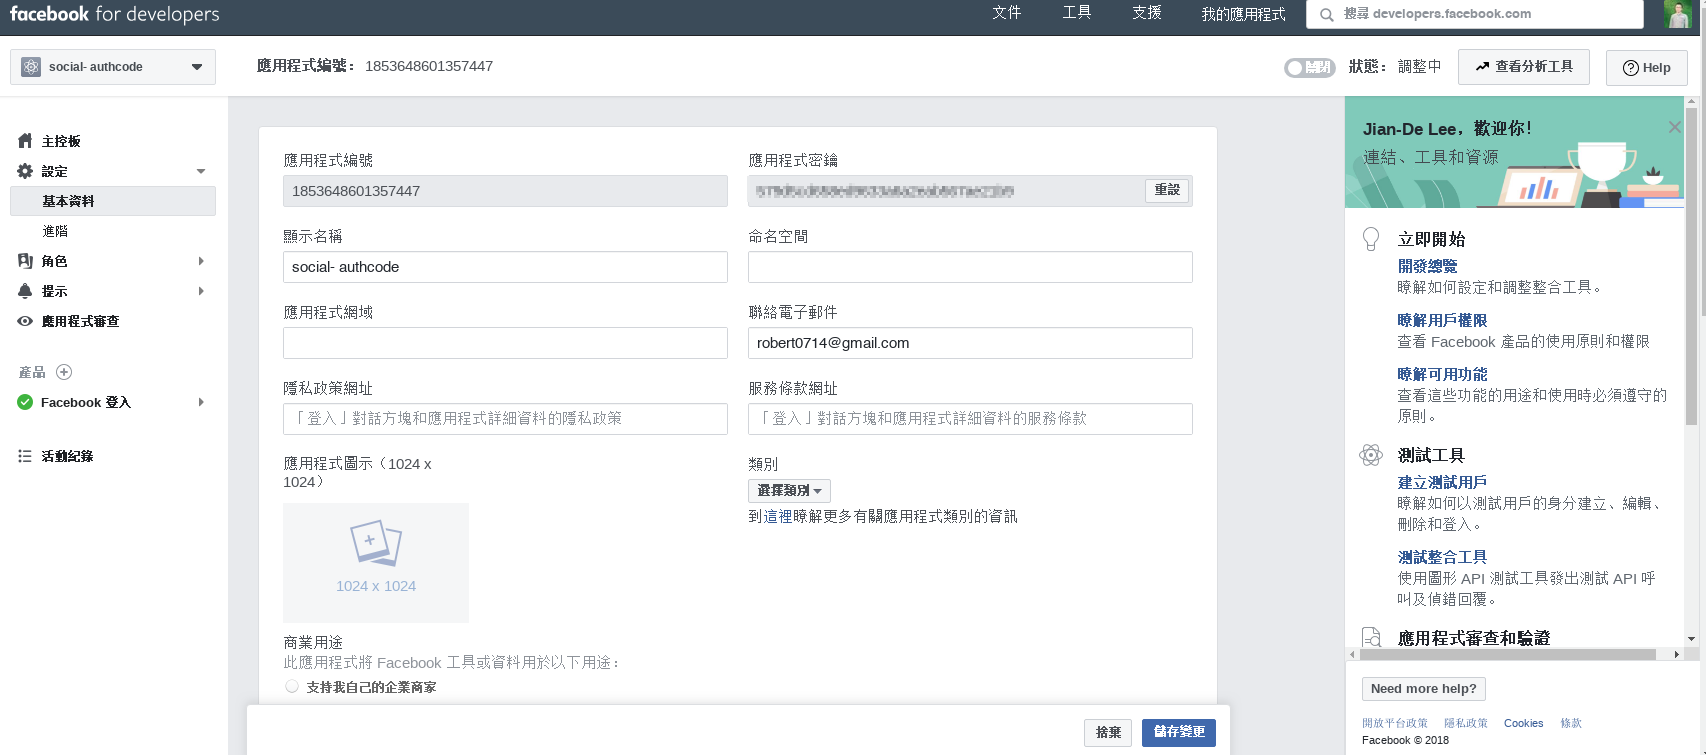 facebook for developers
文件
工具
支援
我的應用程式
搜尋 developers.facebook.com
social- authcode
應用程式編號： 1853648601357447
關閉
狀態： 調整中
查看分析工具
Help
主控板
設定
基本資料
進階
角色
提示
應用程式審查
產品
Facebook 登入
活動紀錄
應用程式編號
1853648601357447
應用程式密鑰
重設
顯示名稱
social- authcode
命名空間
應用程式網域
聯絡電子郵件
robert0714@gmail.com
隱私政策網址
「登入」對話方塊和應用程式詳細資料的隱私政策
服務條款網址
「登入」對話方塊和應用程式詳細資料的服務條款
應用程式圖示（1024 x
1024）
1024 x 1024
類別
選擇類別
到這裡瞭解更多有關應用程式類別的資訊
商業用途
此應用程式將 Facebook 工具或資料用於以下用途：
支持我自己的企業商家
捨棄
儲存變更
Jian-De Lee，歡迎你！
連結、工具和資源
立即開始
開發總覽
瞭解如何設定和調整整合工具。
瞭解用戶權限
查看 Facebook 產品的使用原則和權限
瞭解可用功能
查看這些功能的用途和使用時必須遵守的
原則。
測試工具
建立測試用戶
瞭解如何以測試用戶的身分建立、編輯、
刪除和登入。
測試整合工具
使用圖形 API 測試工具發出測試 API 呼
叫及偵錯回覆。
應用程式審查和驗證
Need more help?
開放平台政策
隱私政策
Cookies
條款
Facebook © 2018